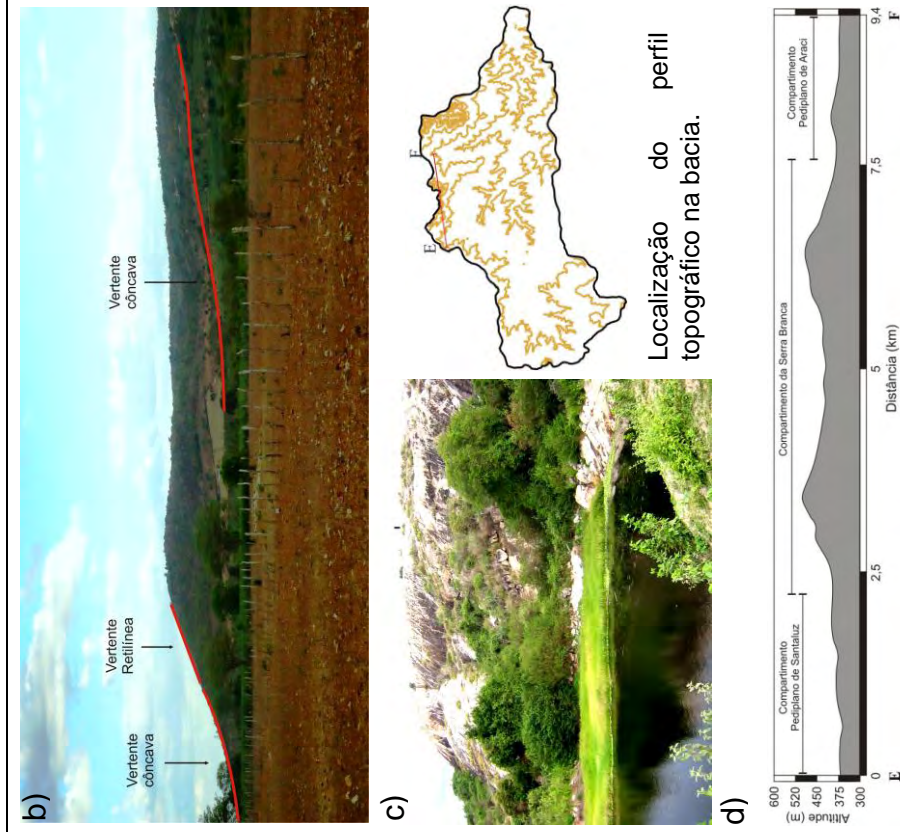 b)
Vertente
côncava
Vertente
Retilínea
Vertente
côncava
c)
F
E
Localização do perfil
topográfico na bacia.
d)
Altitude (m)
600
520
450
375
300
Compartimento
Pediplano de Santaluz
Compartimento da Serra Branca
Compartimento
Pediplano de Araci
0
2,5
5
7,5
9,4
E
Distância (km)
F